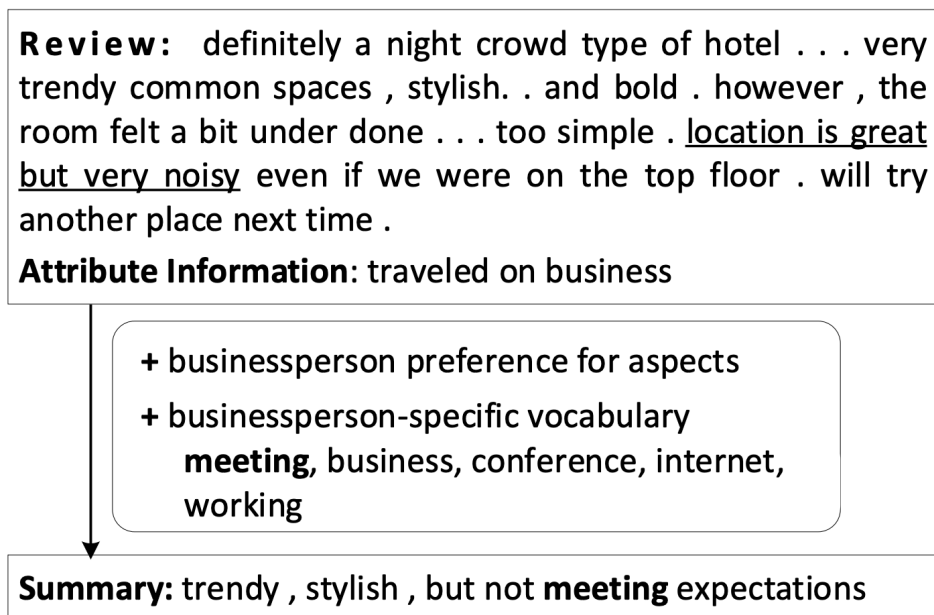 Review: definitely a night crowd type of hotel . . . very
trendy common spaces , stylish. . and bold . however , the
room felt a bit under done . . . too simple . location is great
but very noisy even if we were on the top floor . will try
another place next time .
Attribute Information: traveled on business
+ businessperson preference for aspects
+ businessperson-specific vocabulary
meeting, business, conference, internet,
working
Summary: trendy , stylish , but not meeting expectations